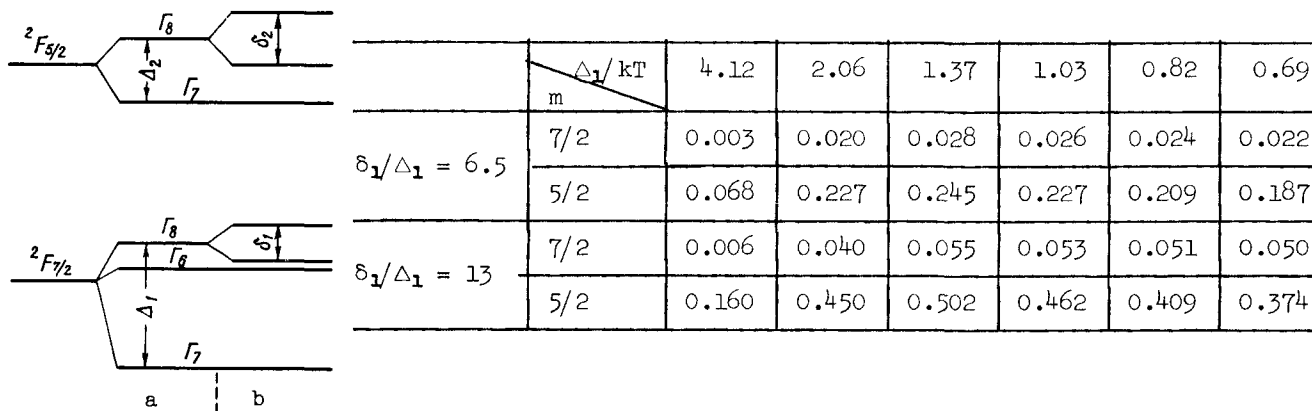 Γ₈
δ₂
²F₅/₂
Δ₂
Γ₇
Γ₈
δ₁
²F₇/₂
Γ₆
Δ₁
Γ₇
a b
Δ₁/kT 4.12 2.06 1.37 1.03 0.82 0.69
m
δ₁/Δ₁ = 6.5 7/2 0.003 0.020 0.028 0.026 0.024 0.022
5/2 0.068 0.227 0.245 0.227 0.209 0.187
δ₁/Δ₁ = 13 7/2 0.006 0.040 0.055 0.053 0.051 0.050
5/2 0.160 0.450 0.502 0.462 0.409 0.374